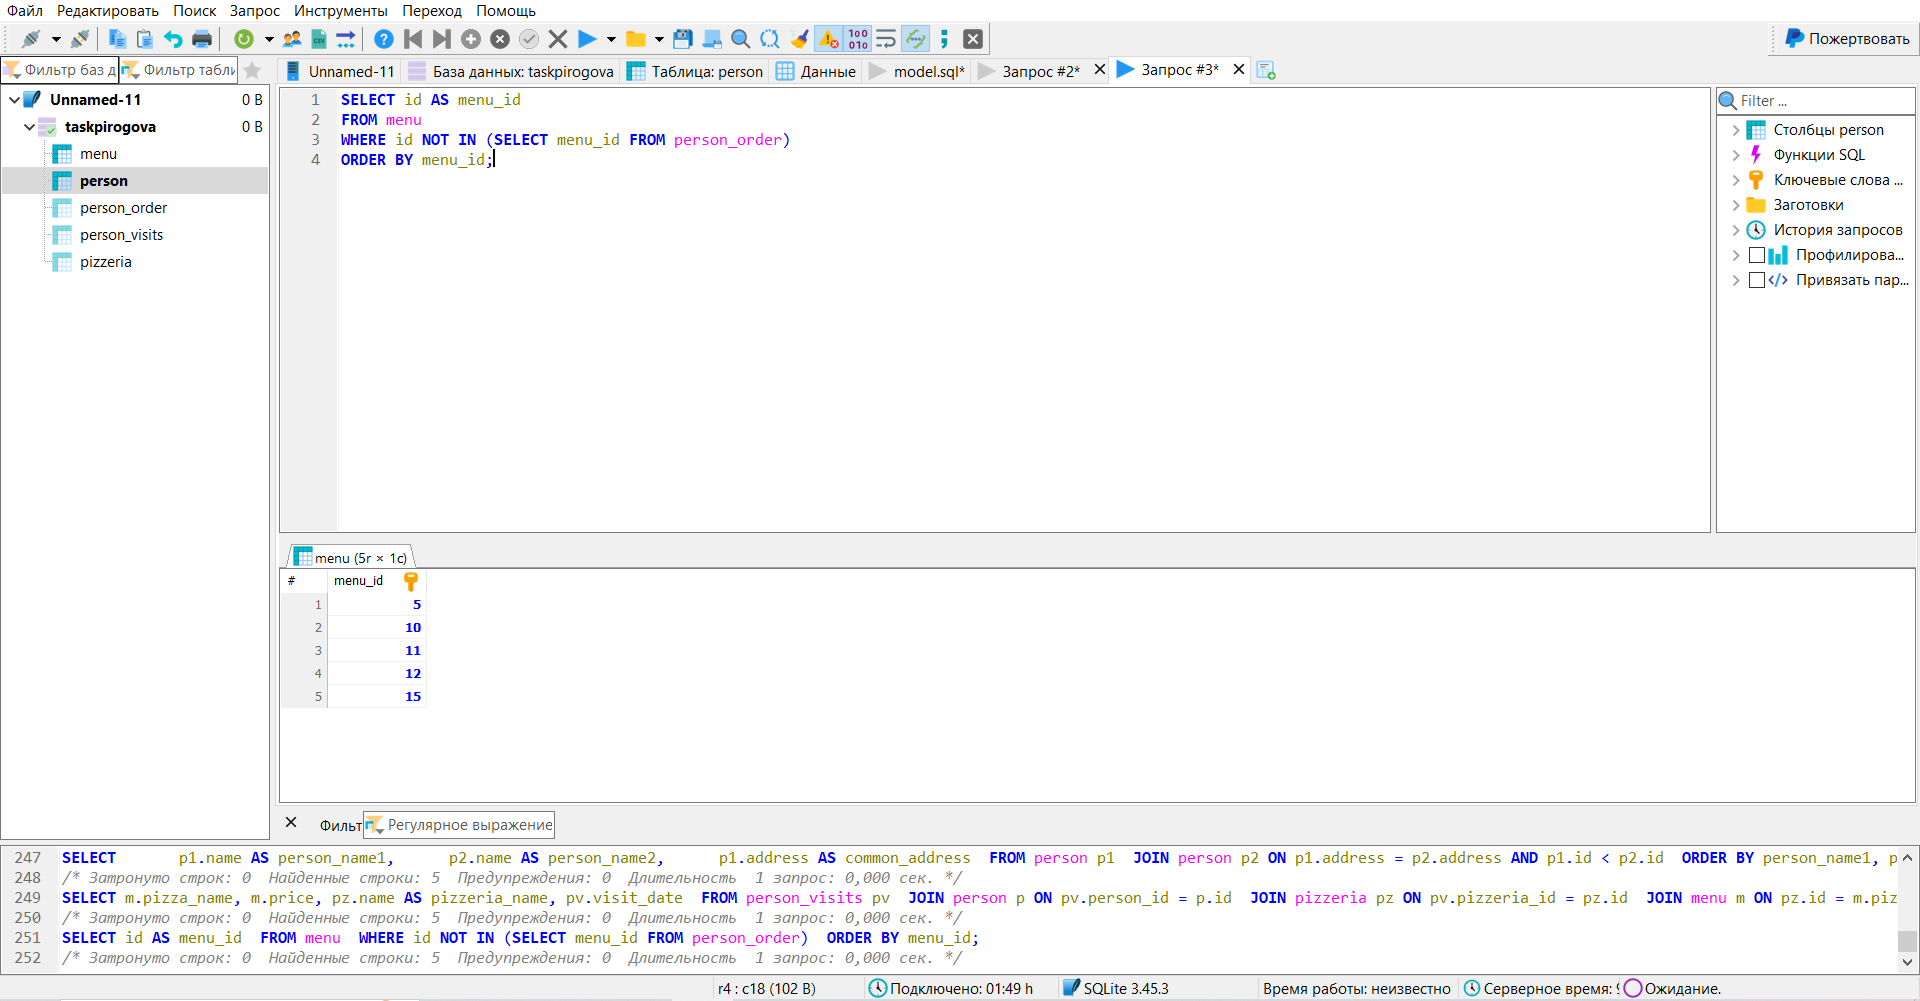 Файл Редактировать Поиск Запрос Инструменты Переход Помощь
Пожертвовать
Фильтр баз д Фильтр табли
Unnamed-11 База данных: taskpirogova Таблица: person Данные model.sql* Запрос #2* Запрос #3*
Unnamed-11 0 B
taskpirogova 0 B
menu
person
person_order
person_visits
pizzeria
1 SELECT id AS menu_id
2 FROM menu
3 WHERE id NOT IN (SELECT menu_id FROM person_order)
4 ORDER BY menu_id;
Filter ...
Столбцы person
Функции SQL
Ключевые слова ...
Заготовки
История запросов
Профилирова...
Привязать пар...
menu (5r × 1c)
# menu_id
1 5
2 10
3 11
4 12
5 15
Фильт Регулярное выражение
247 SELECT p1.name AS person_name1, p2.name AS person_name2, p1.address AS common_address FROM person p1 JOIN person p2 ON p1.address = p2.address AND p1.id < p2.id ORDER BY person_name1, p
248 /* Затронуто строк: 0 Найденные строки: 5 Предупреждения: 0 Длительность 1 запрос: 0,000 сек. */
249 SELECT m.pizza_name, m.price, pz.name AS pizzeria_name, pv.visit_date FROM person_visits pv JOIN person p ON pv.person_id = p.id JOIN pizzeria pz ON pv.pizzeria_id = pz.id JOIN menu m ON pz.id = m.piz
250 /* Затронуто строк: 0 Найденные строки: 5 Предупреждения: 0 Длительность 1 запрос: 0,000 сек. */
251 SELECT id AS menu_id FROM menu WHERE id NOT IN (SELECT menu_id FROM person_order) ORDER BY menu_id;
252 /* Затронуто строк: 0 Найденные строки: 5 Предупреждения: 0 Длительность 1 запрос: 0,000 сек. */
r4 : c18 (102 B) Подключено: 01:49 h SQLite 3.45.3 Время работы: неизвестно Серверное время: Ожидание.